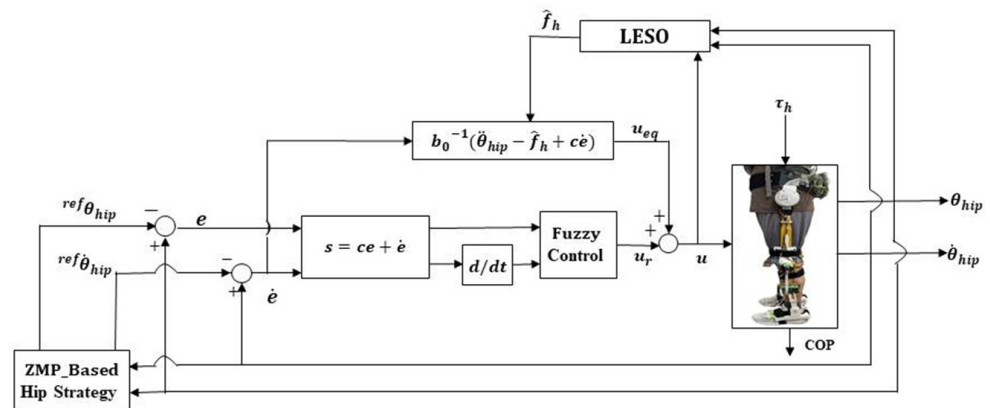 f̂_h
LESO
τ_h
b₀⁻¹(θ̈_hip − f̂_h + cė)
u_eq
^ref θ_hip
−
e
+
s = ce + ė
Fuzzy
Control
+
+
u_r
u
θ_hip
^ref θ̇_hip
−
+
ė
d/dt
θ̇_hip
COP
ZMP_Based
Hip Strategy